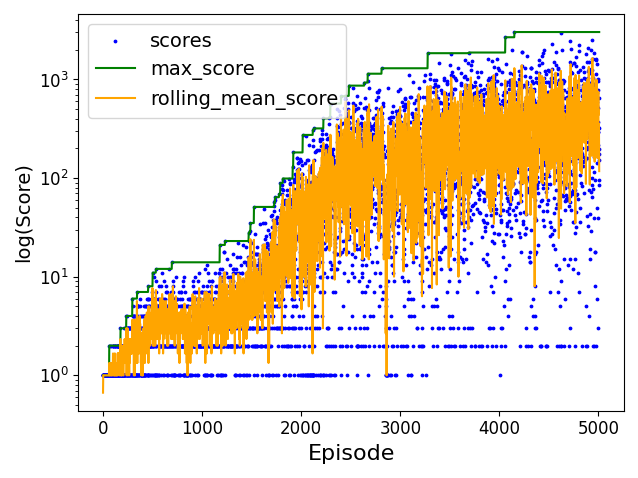 scores
max_score
rolling_mean_score
log(Score)
10³
10²
10¹
10⁰
0 1000 2000 3000 4000 5000
Episode